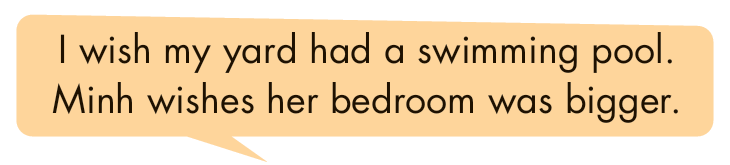 I wish my yard had a swimming pool.
Minh wishes her bedroom was bigger.